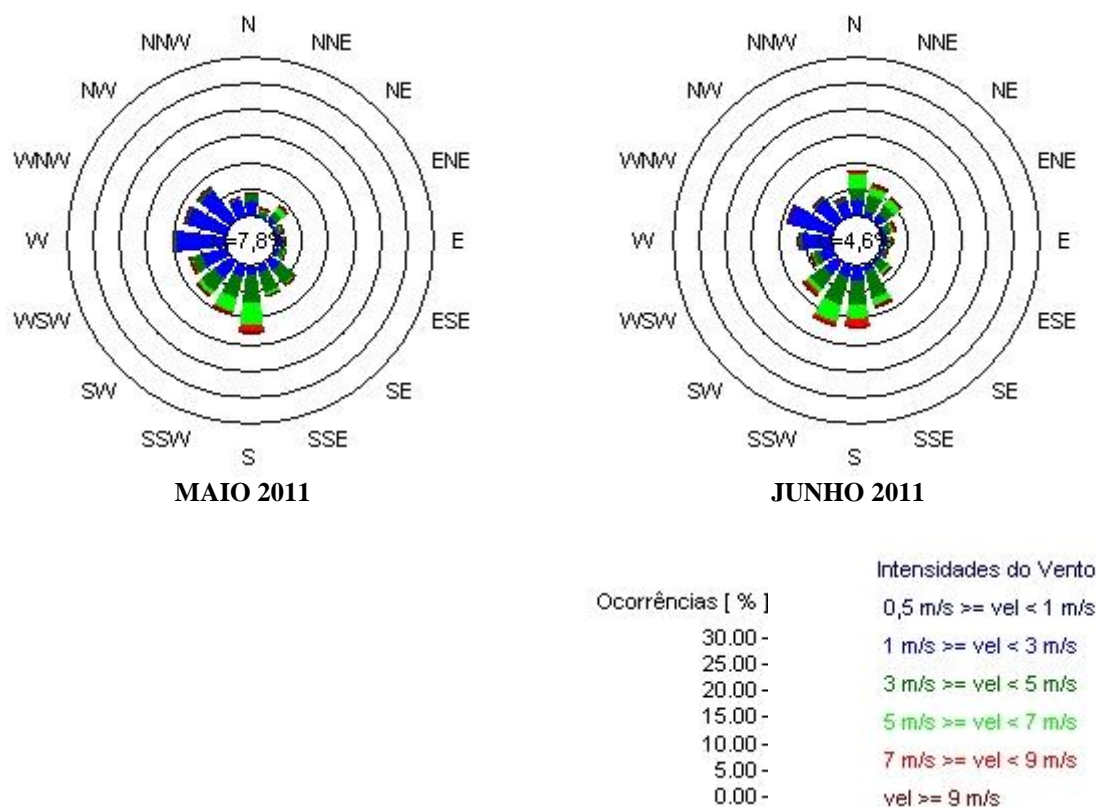 N
NNW NNE
NW NE
WNW ENE
W =7,8% E
WSW ESE
SW SE
SSW SSE
S
MAIO 2011
N
NNW NNE
NW NE
WNW ENE
W =4,6% E
WSW ESE
SW SE
SSW SSE
S
JUNHO 2011
Ocorrências [ % ]
30.00 -
25.00 -
20.00 -
15.00 -
10.00 -
5.00 -
0.00 -
Intensidades do Vento
0,5 m/s >= vel < 1 m/s
1 m/s >= vel < 3 m/s
3 m/s >= vel < 5 m/s
5 m/s >= vel < 7 m/s
7 m/s >= vel < 9 m/s
vel >= 9 m/s